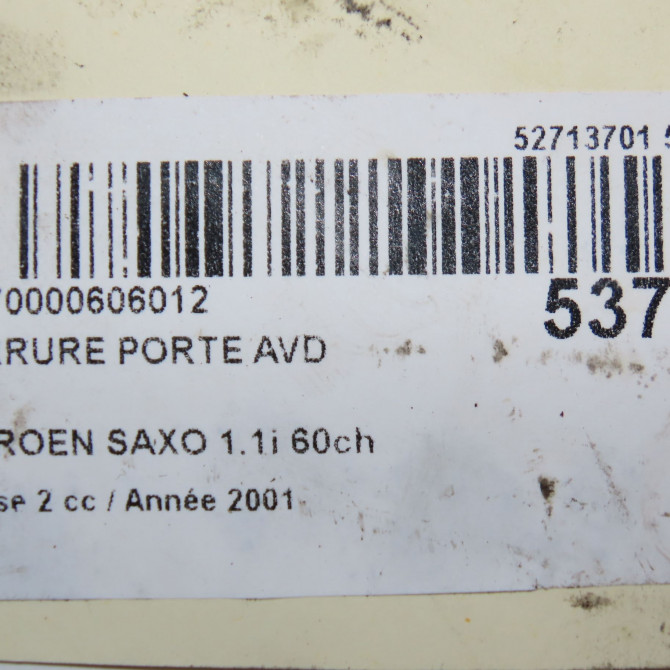 52713701 5
70000606012
537
RRURE PORTE AVD
ROEN SAXO 1.1i 60ch
se 2 cc / Année 2001